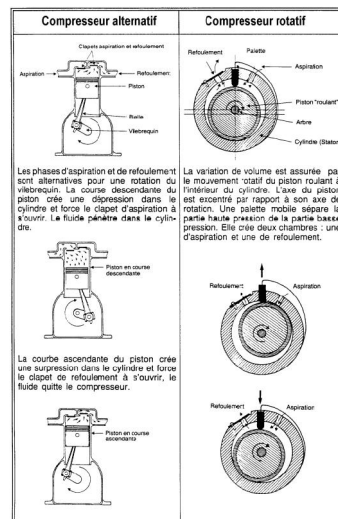 Compresseur alternatif
Compresseur rotatif
Clapets aspiration et refoulement
Aspiration
Refoulement
Piston
Bielle
Vilebrequin
Refoulement
Palette
Aspiration
Piston "roulant"
Arbre
Cylindre (Stator
Les phases d'aspiration et de refoulement
sont alternatives pour une rotation du
vilebrequin. La course descendante du
piston crée une dépression dans le
cylindre et force le clapet d'aspiration à
s'ouvrir. Le fluide pénètre dans le cylin-
dre.
La variation de volume est assurée par
le mouvement rotatif du piston roulant à
l'intérieur du cylindre. L'axe du piston
est excentré par rapport à son axe de
rotation. Une palette mobile sépare la
partie haute pression de la partie basse
pression. Elle crée deux chambres : une
d'aspiration et une de refoulement.
Piston en course
descendante
Refoulement
Aspiration
La courbe ascendante du piston crée
une surpression dans le cylindre et force
le clapet de refoulement à s'ouvrir, le
fluide quitte le compresseur.
Piston en course
ascendante
Refoulement
Aspiration